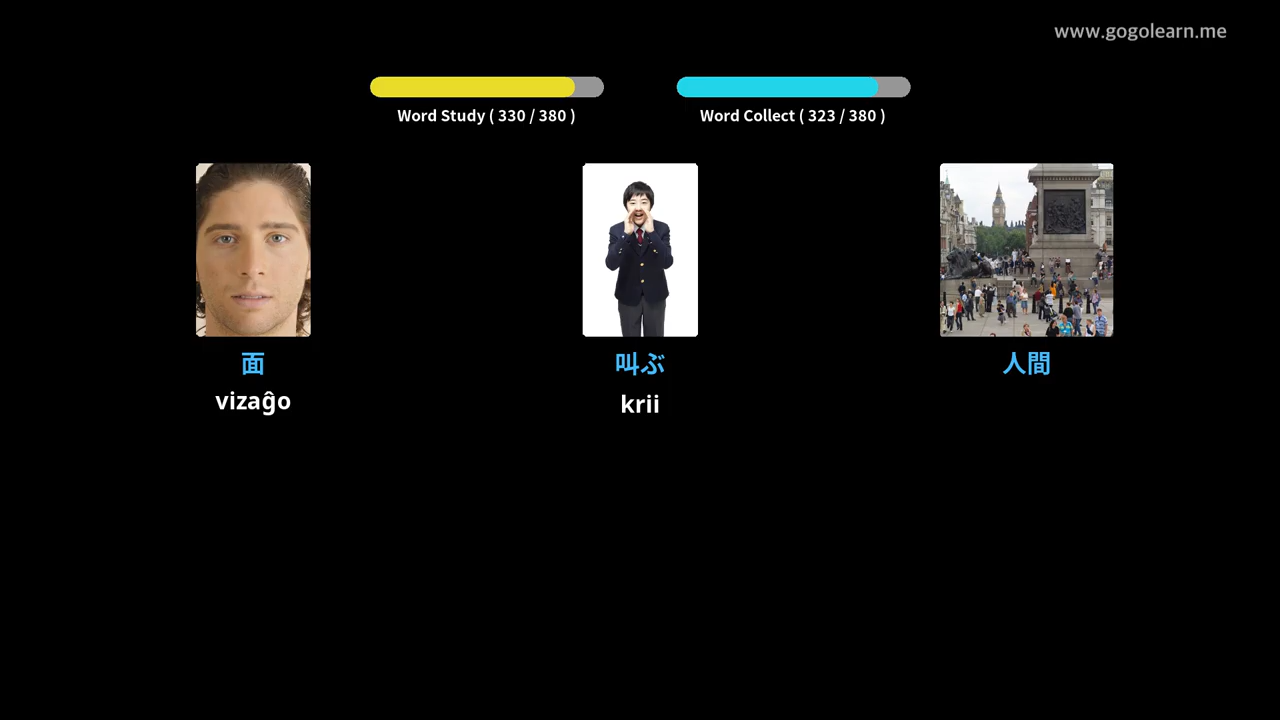 www.gogolearn.me
Word Study ( 330 / 380 )
Word Collect ( 323 / 380 )
面
叫ぶ
人間
vizaĝo
krii